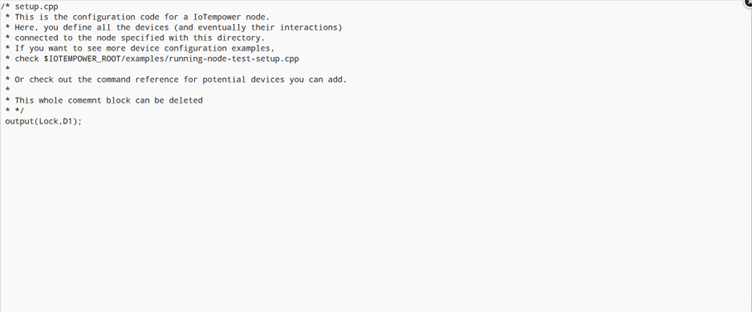 /* setup.cpp
* This is the configuration code for a IoTempower node.
* Here, you define all the devices (and eventually their interactions)
* connected to the node specified with this directory.
* If you want to see more device configuration examples,
* check $IOTEMPOWER_ROOT/examples/running-node-test-setup.cpp
*
* Or check out the command reference for potential devices you can add.
*
* This whole comemnt block can be deleted
* */
output(Lock,D1);